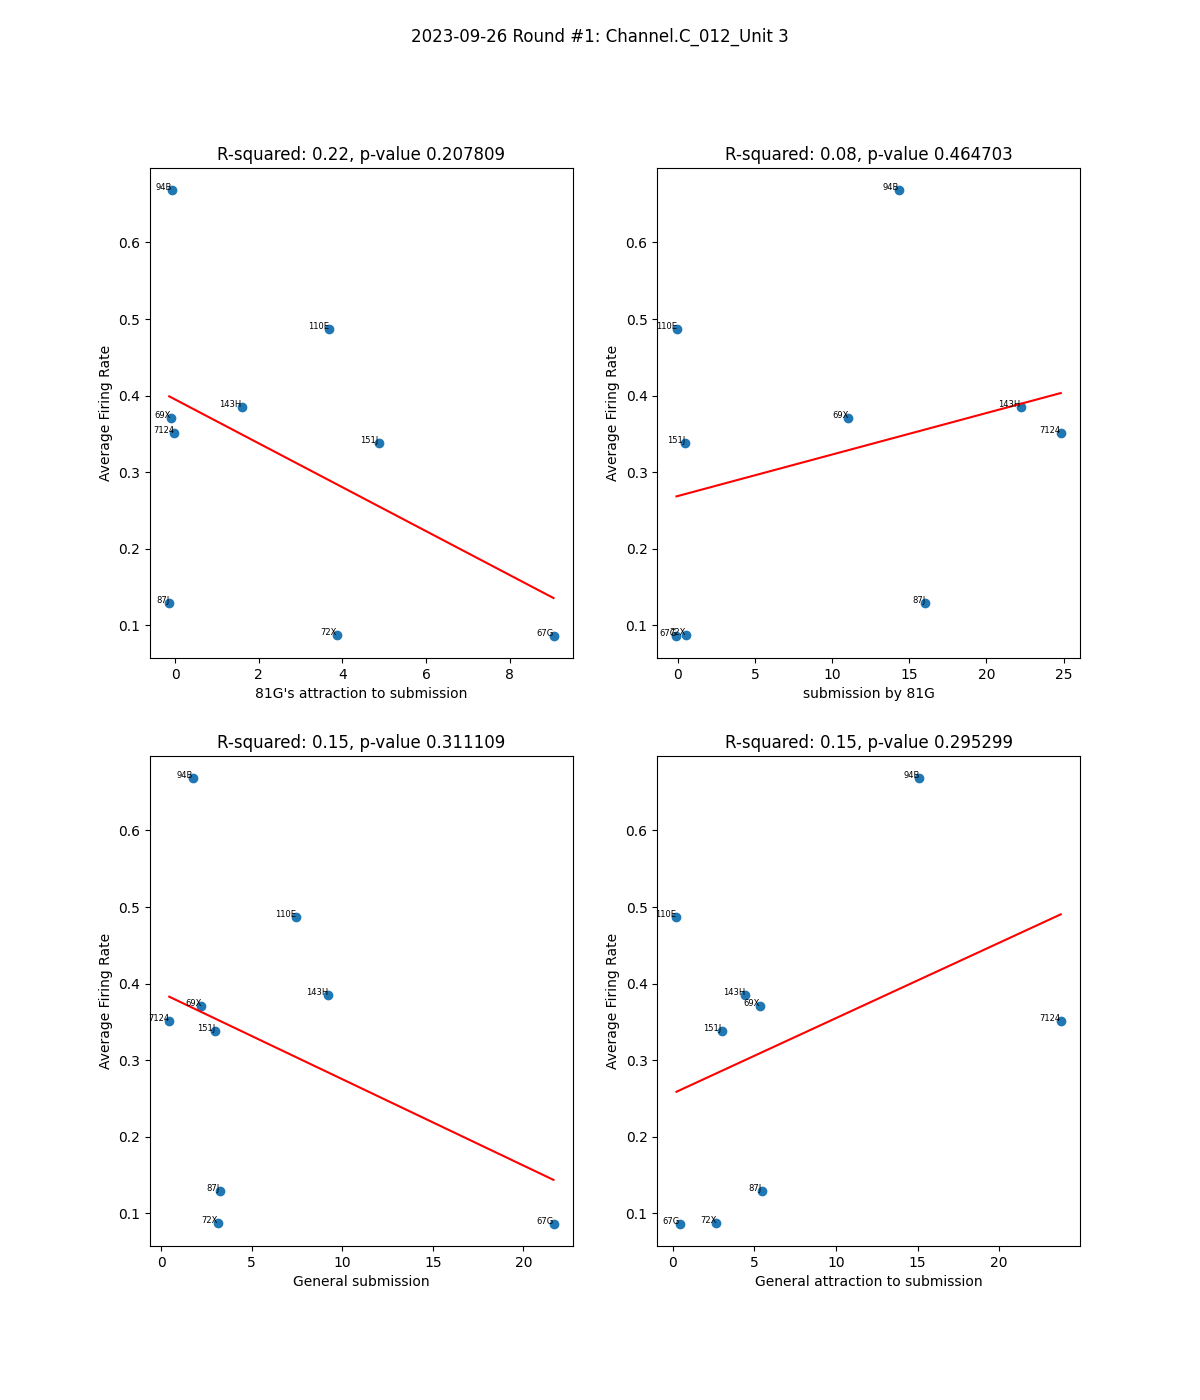 2023-09-26 Round #1: Channel.C_012_Unit 3
R-squared: 0.22, p-value 0.207809
Average Firing Rate
0.6
0.5
0.4
0.3
0.2
0.1
94B
110E
143H
69X
7124
151J
87J
72X
67G
0 2 4 6 8
81G's attraction to submission
R-squared: 0.08, p-value 0.464703
Average Firing Rate
0.6
0.5
0.4
0.3
0.2
0.1
94B
110E
143H
69X
7124
151J
87J
67G
72X
0 5 10 15 20 25
submission by 81G
R-squared: 0.15, p-value 0.311109
Average Firing Rate
0.6
0.5
0.4
0.3
0.2
0.1
94B
110E
143H
69X
7124
151J
87J
72X
67G
0 5 10 15 20
General submission
R-squared: 0.15, p-value 0.295299
Average Firing Rate
0.6
0.5
0.4
0.3
0.2
0.1
94B
110E
143H
69X
7124
151J
87J
67G
72X
0 5 10 15 20
General attraction to submission